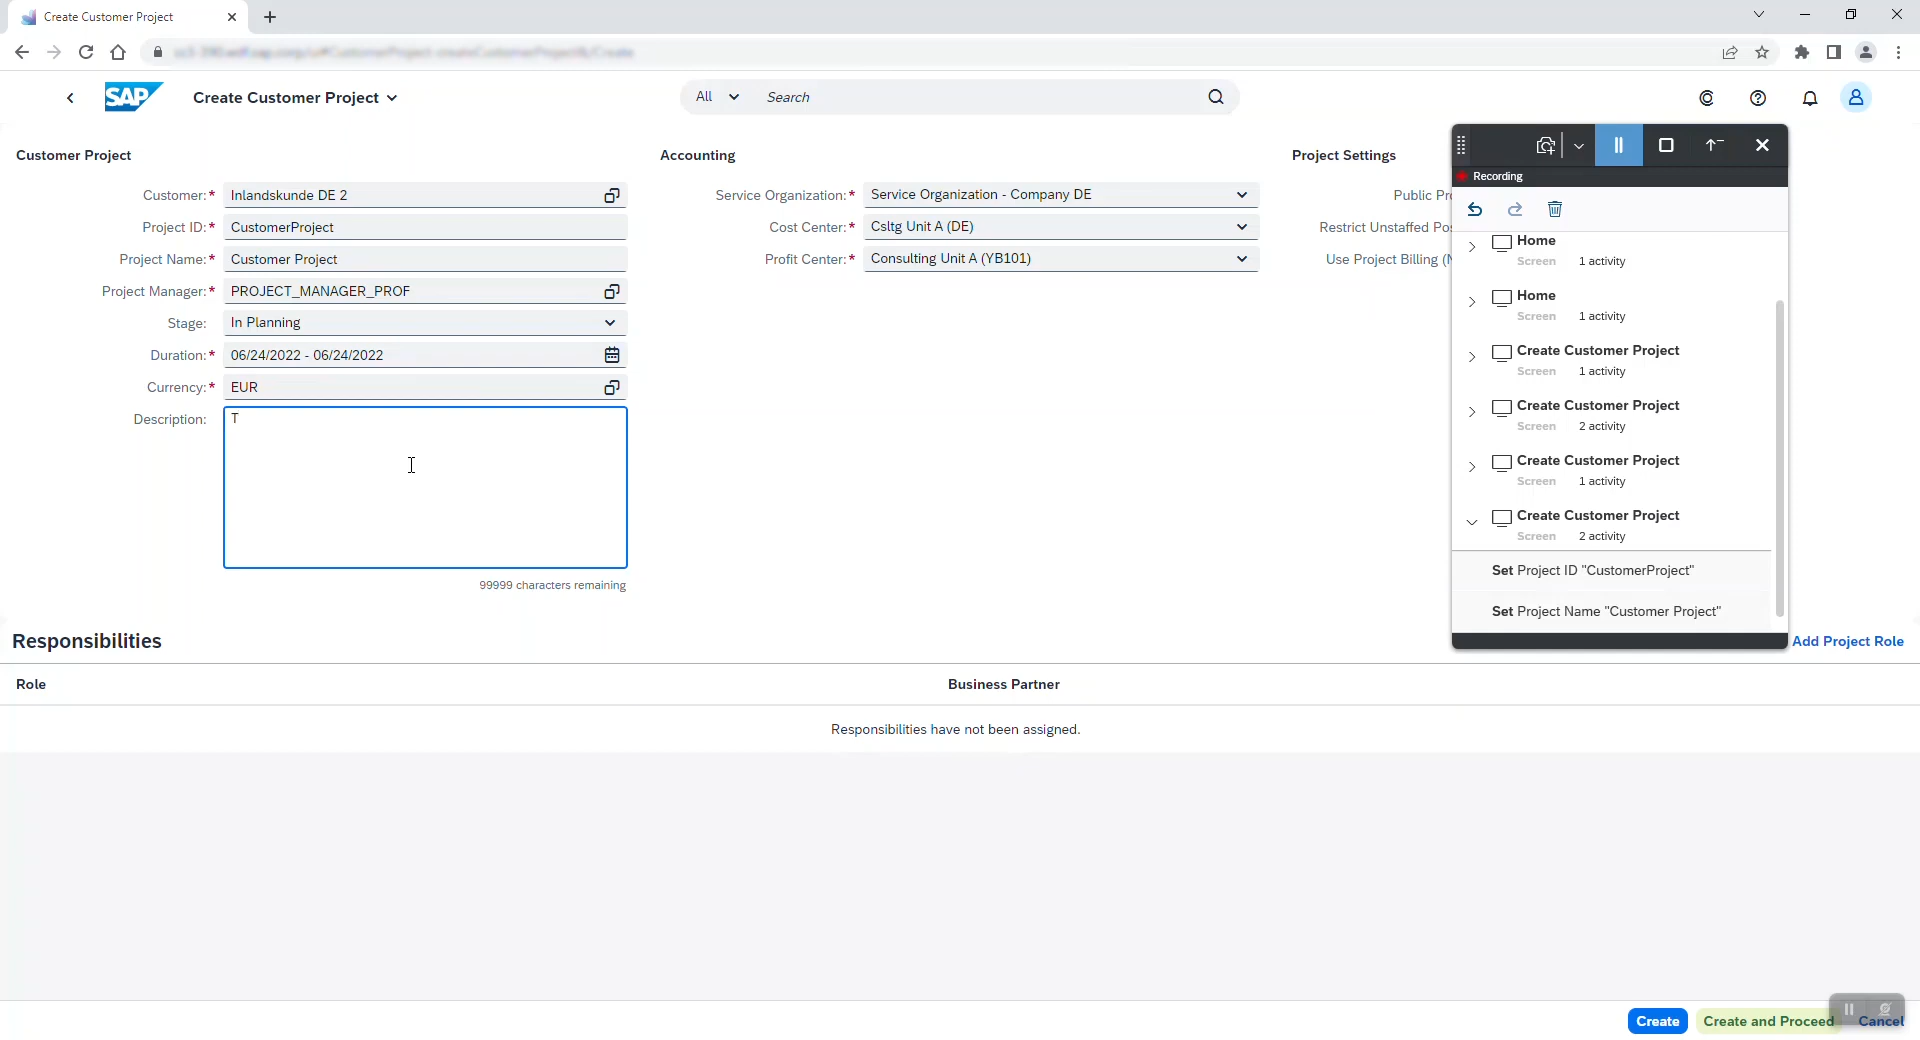 Create Customer Project
SAP
Create Customer Project
All
Search
Customer Project
Customer:*
Inlandskunde DE 2
Project ID:*
CustomerProject
Project Name:*
Customer Project
Project Manager:*
PROJECT_MANAGER_PROF
Stage:
In Planning
Duration:*
06/24/2022 - 06/24/2022
Currency:*
EUR
Description:
T
99999 characters remaining
Accounting
Service Organization:*
Service Organization - Company DE
Cost Center:*
Csltg Unit A (DE)
Profit Center:*
Consulting Unit A (YB101)
Project Settings
Public Pr
Restrict Unstaffed Po
Use Project Billing (
Recording
Home
Screen 1 activity
Home
Screen 1 activity
Create Customer Project
Screen 1 activity
Create Customer Project
Screen 2 activity
Create Customer Project
Screen 1 activity
Create Customer Project
Screen 2 activity
Set Project ID "CustomerProject"
Set Project Name "Customer Project"
Responsibilities
Add Project Role
Role
Business Partner
Responsibilities have not been assigned.
Create
Create and Proceed
Cancel